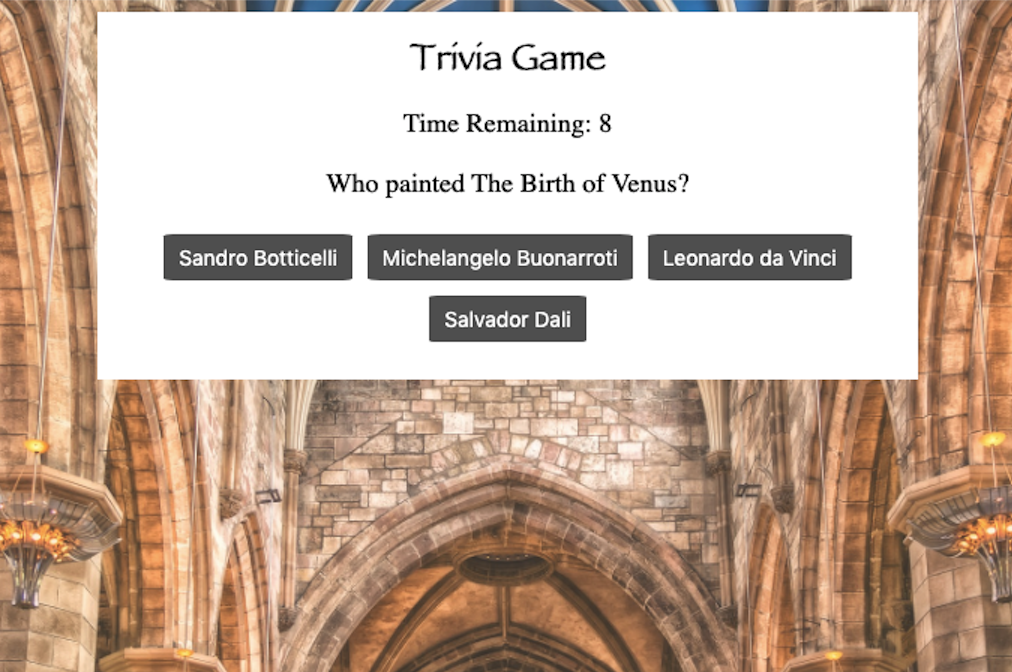 Trivia Game
Time Remaining: 8
Who painted The Birth of Venus?
Sandro Botticelli Michelangelo Buonarroti Leonardo da Vinci
Salvador Dali